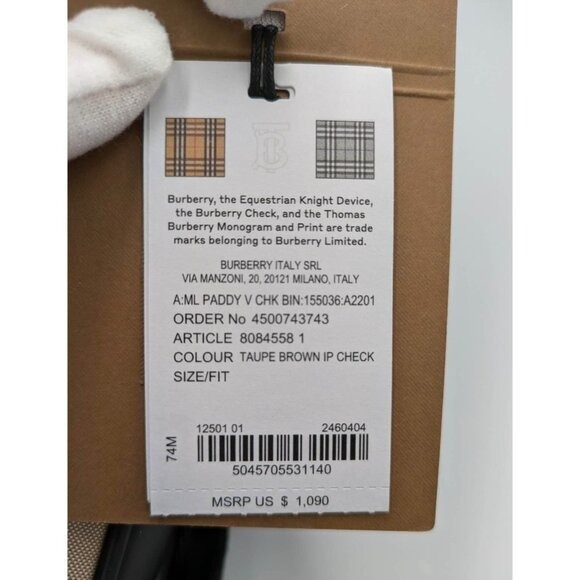 Burberry, the Equestrian Knight Device,
the Burberry Check, and the Thomas
Burberry Monogram and Print are trade
marks belonging to Burberry Limited.
BURBERRY ITALY SRL
VIA MANZONI, 20, 20121 MILANO, ITALY
A:ML PADDY V CHK BIN:155036:A2201
ORDER No 4500743743
ARTICLE 8084558 1
COLOUR TAUPE BROWN IP CHECK
SIZE/FIT
74M
12501 01 2460404
5045705531140
MSRP US $ 1,090